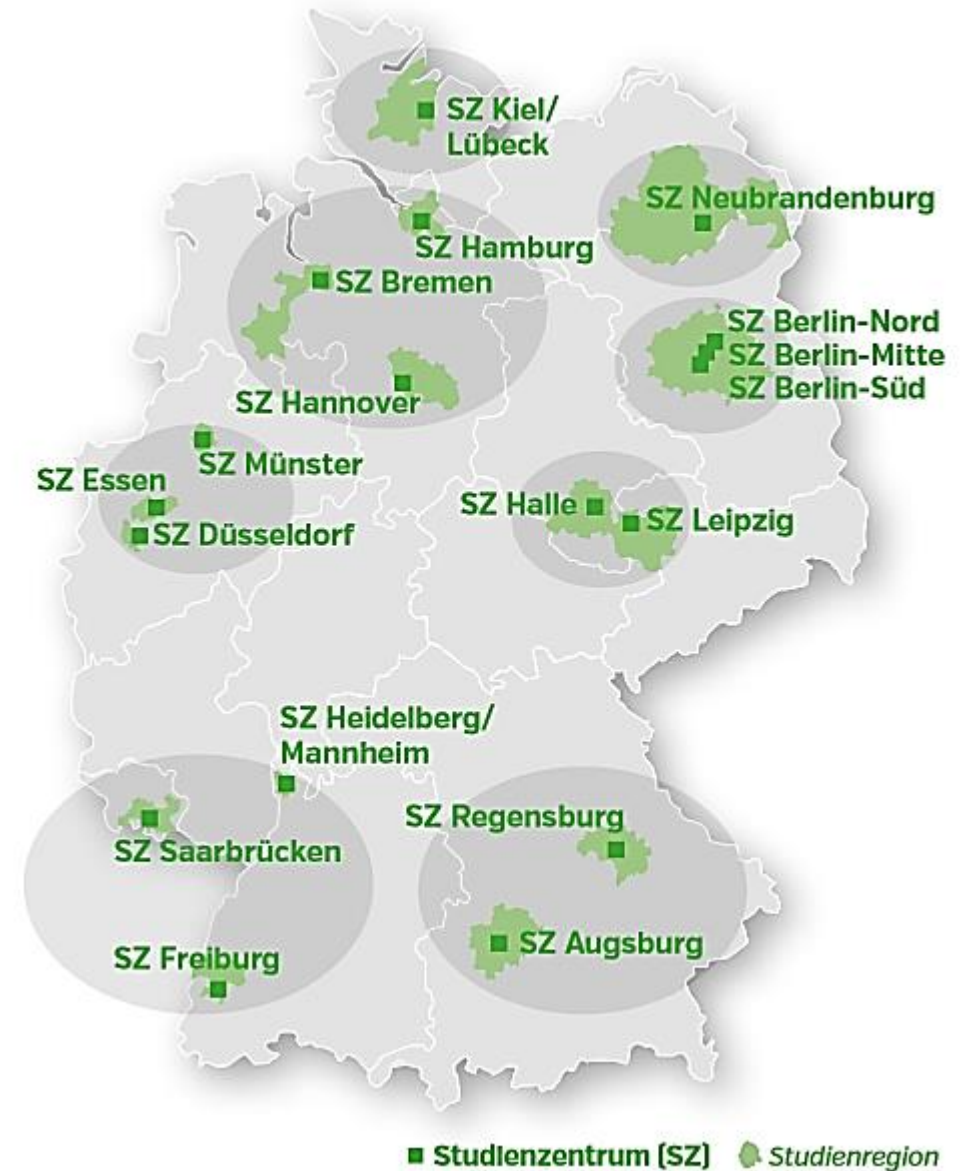 SZ Kiel/
Lübeck
SZ Neubrandenburg
SZ Hamburg
SZ Bremen
SZ Berlin-Nord
SZ Berlin-Mitte
SZ Berlin-Süd
SZ Hannover
SZ Münster
SZ Essen
SZ Düsseldorf
SZ Halle
SZ Leipzig
SZ Heidelberg/
Mannheim
SZ Regensburg
SZ Saarbrücken
SZ Augsburg
SZ Freiburg
Studienzentrum (SZ)
Studienregion